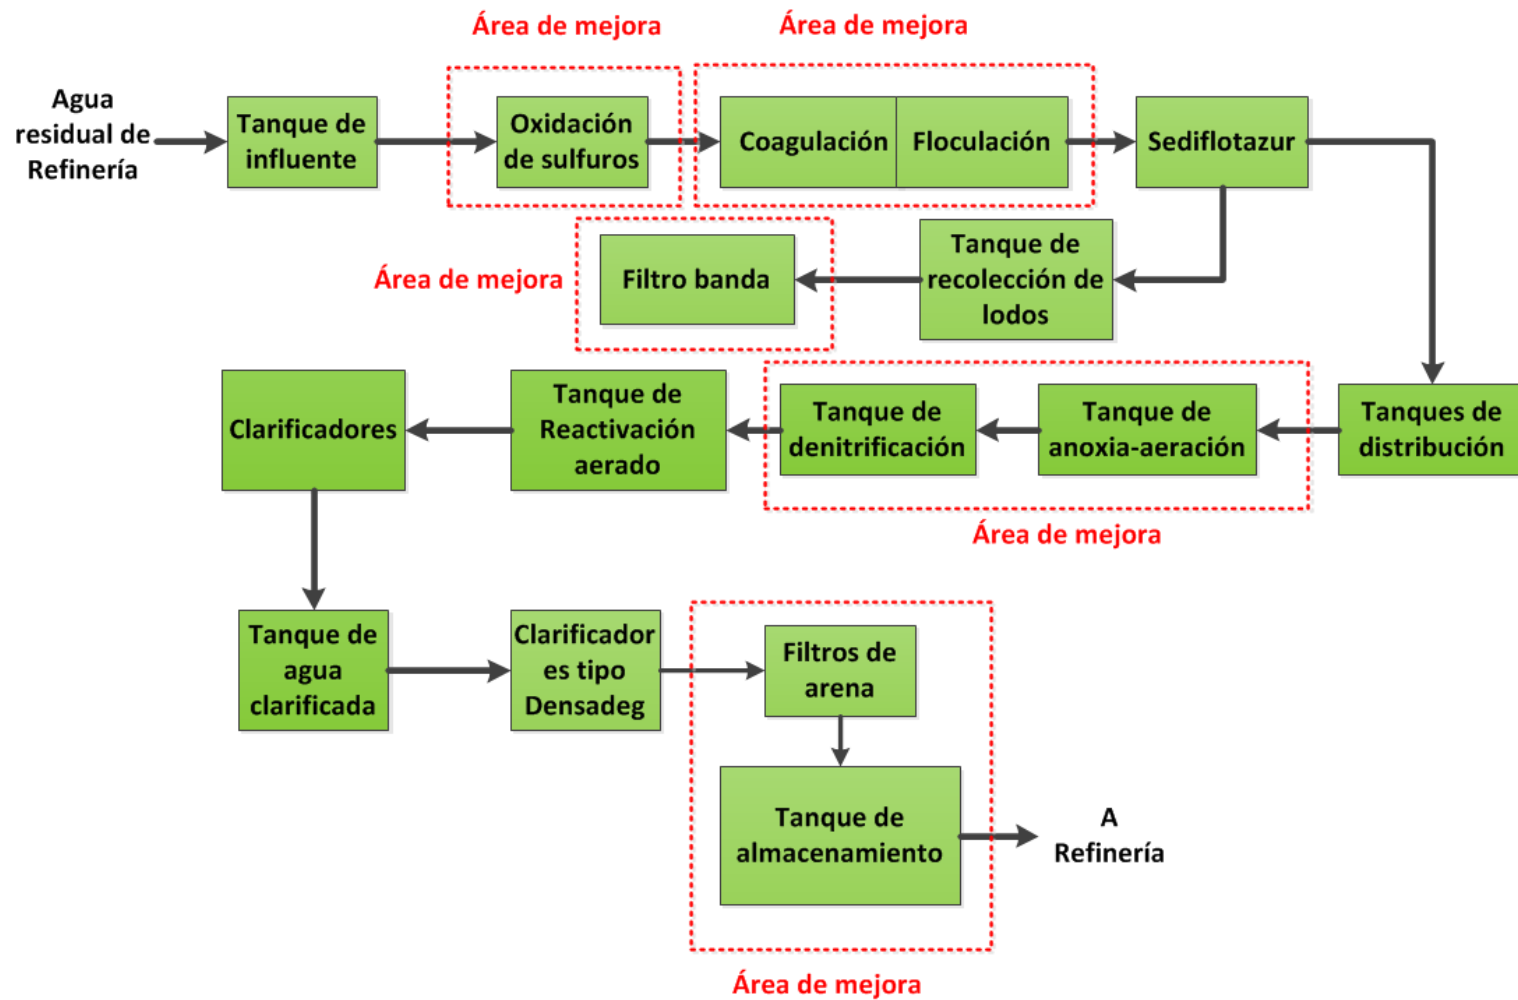 Área de mejora
Área de mejora
Agua
residual de
Refinería
Tanque de
influente
Oxidación
de sulfuros
Coagulación
Floculación
Sediflotazur
Área de mejora
Filtro banda
Tanque de
recolección de
lodos
Clarificadores
Tanque de
Reactivación
aerado
Tanque de
denitrificación
Tanque de
anoxia-aeración
Tanques de
distribución
Área de mejora
Tanque de
agua
clarificada
Clarificador
es tipo
Densadeg
Filtros de
arena
Tanque de
almacenamiento
A
Refinería
Área de mejora